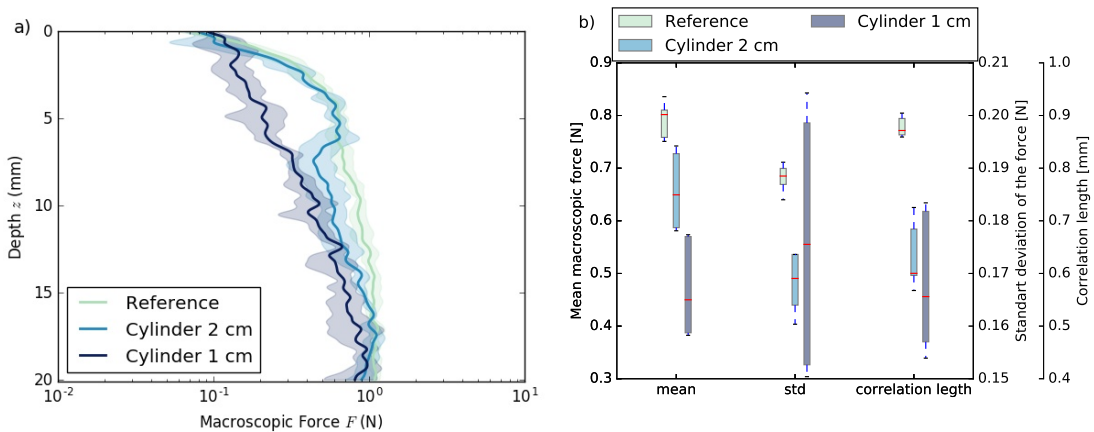 a)
0
5
10
15
20
Depth z (mm)
10-2
10-1
100
101
Macroscopic Force F (N)
Reference
Cylinder 2 cm
Cylinder 1 cm
b)
Reference
Cylinder 2 cm
Cylinder 1 cm
0.9
0.8
0.7
0.6
0.5
0.4
0.3
Mean macroscopic force [N]
mean
std
correlation legth
0.21
0.20
0.19
0.18
0.17
0.16
0.15
Standart deviation of the force [N]
1.0
0.9
0.8
0.7
0.6
0.5
0.4
Correlation length [mm]